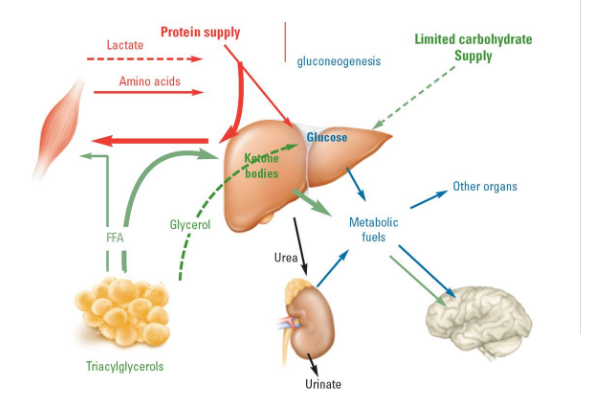 Protein supply
Lactate
gluconeogenesis
Limited carbohydrate
Supply
Amino acids
Glucose
Ketone
bodies
Other organs
Glycerol
Metabolic
fuels
FFA
Urea
Triacylglycerols
Urinate